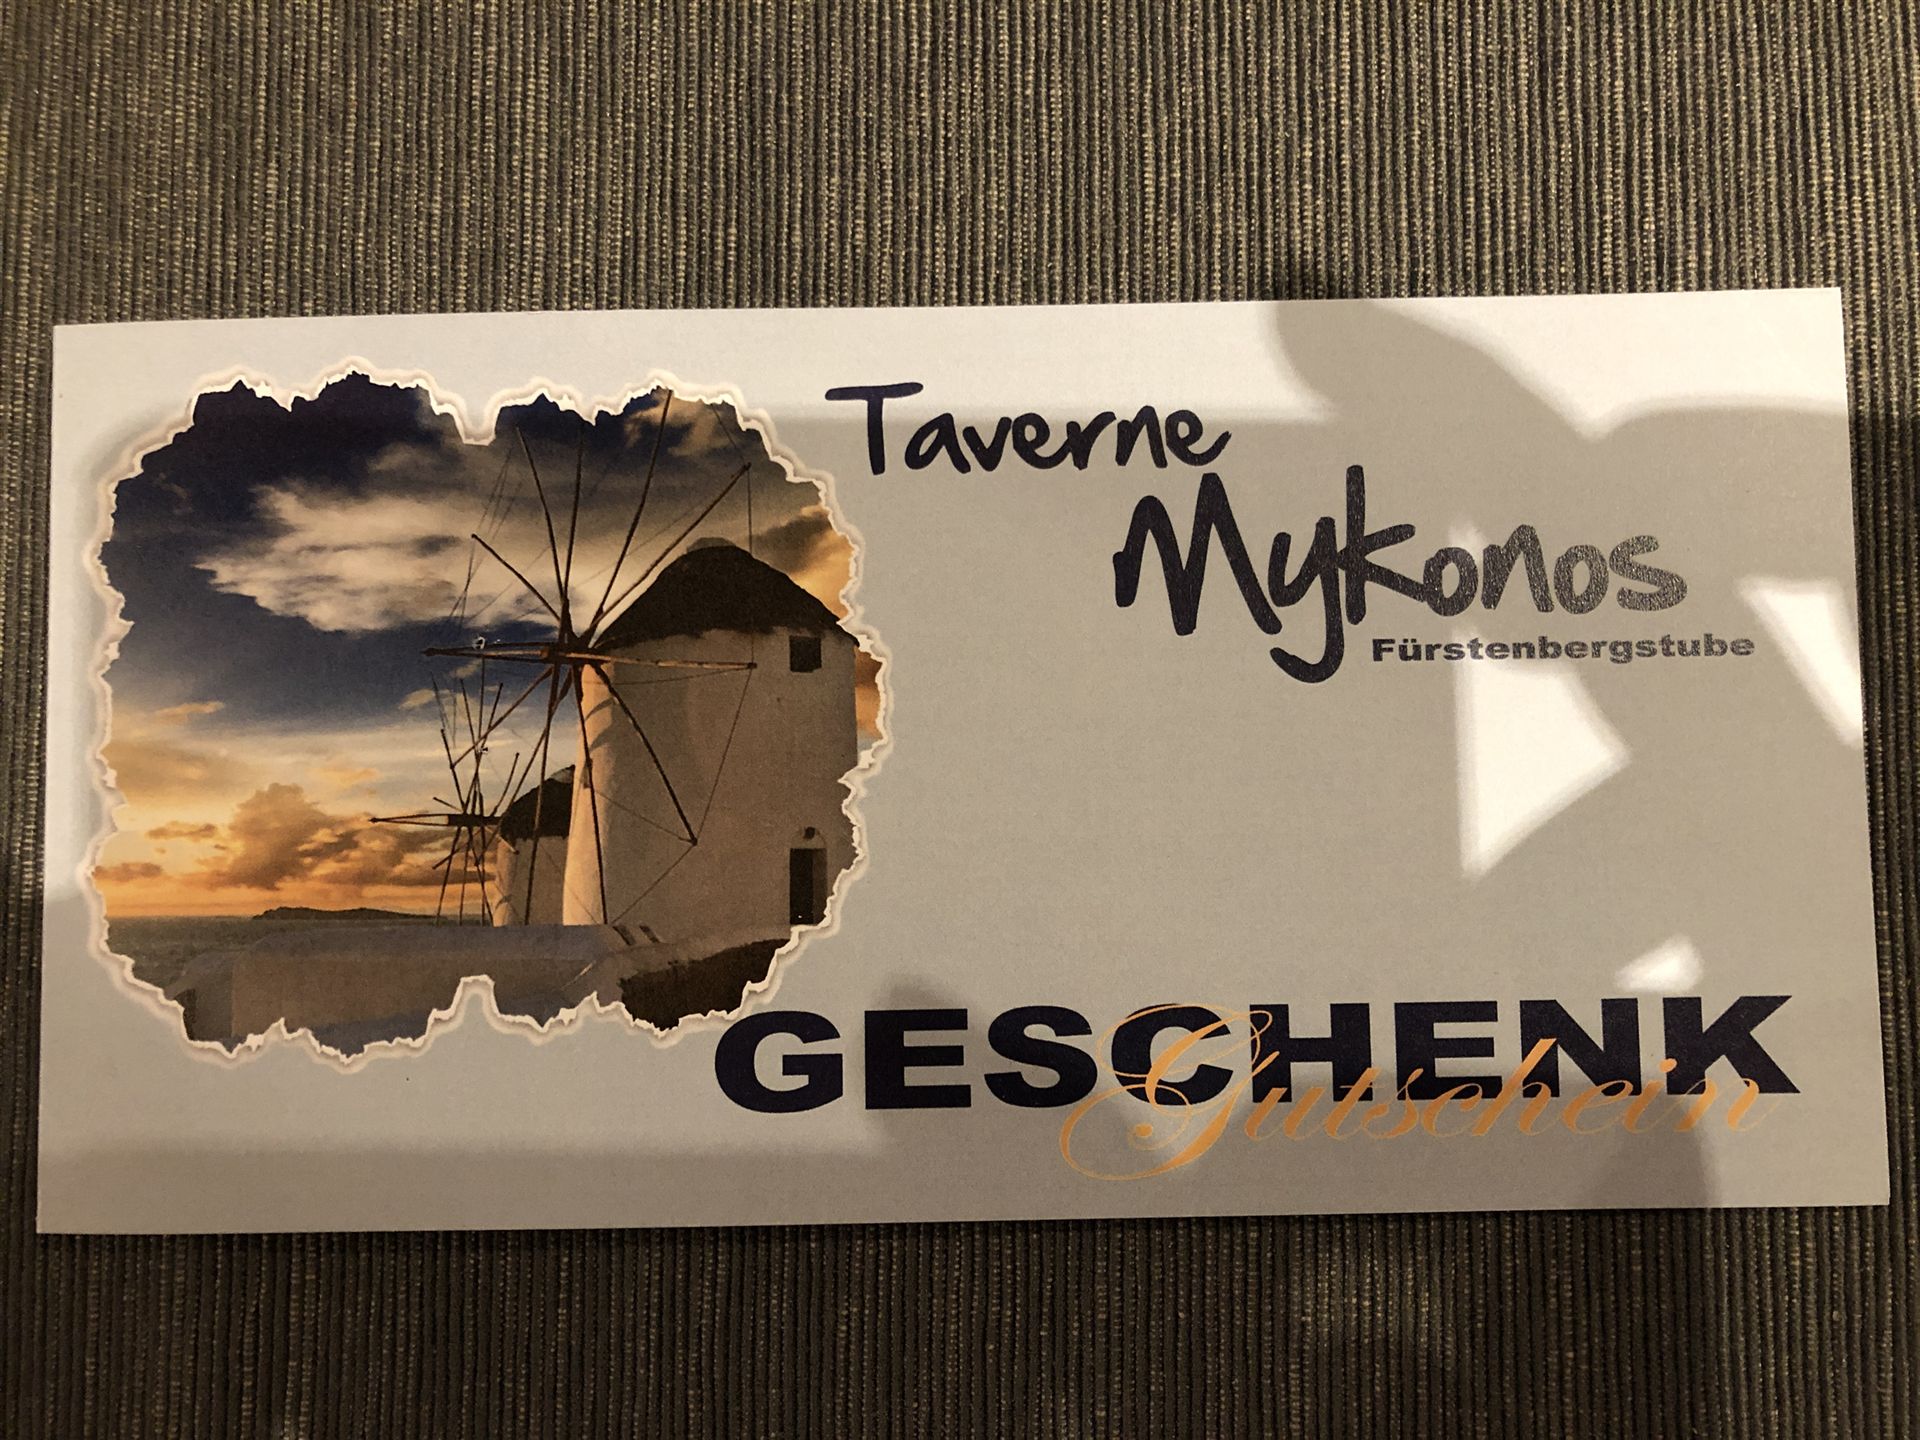 Taverne
Mykonos
Fürstenbergstube
GESCHENK
Gutschein